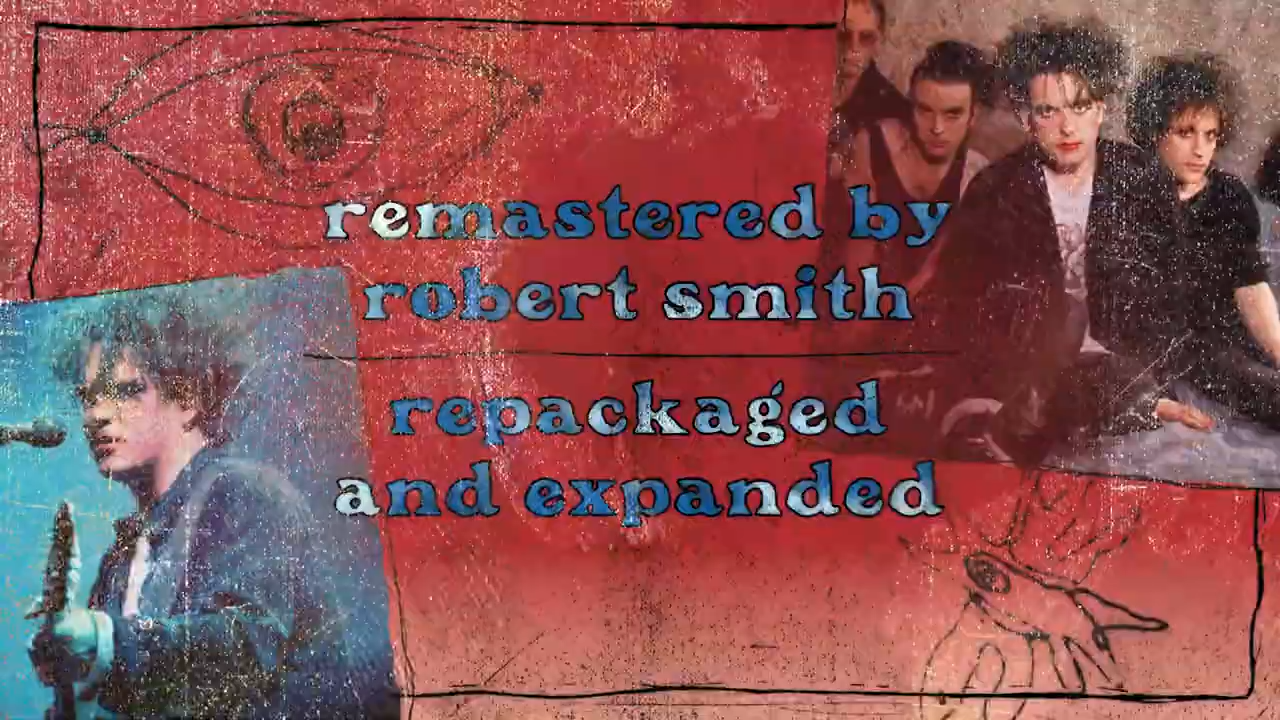 remastered by
robert smith
repackaged
and expanded